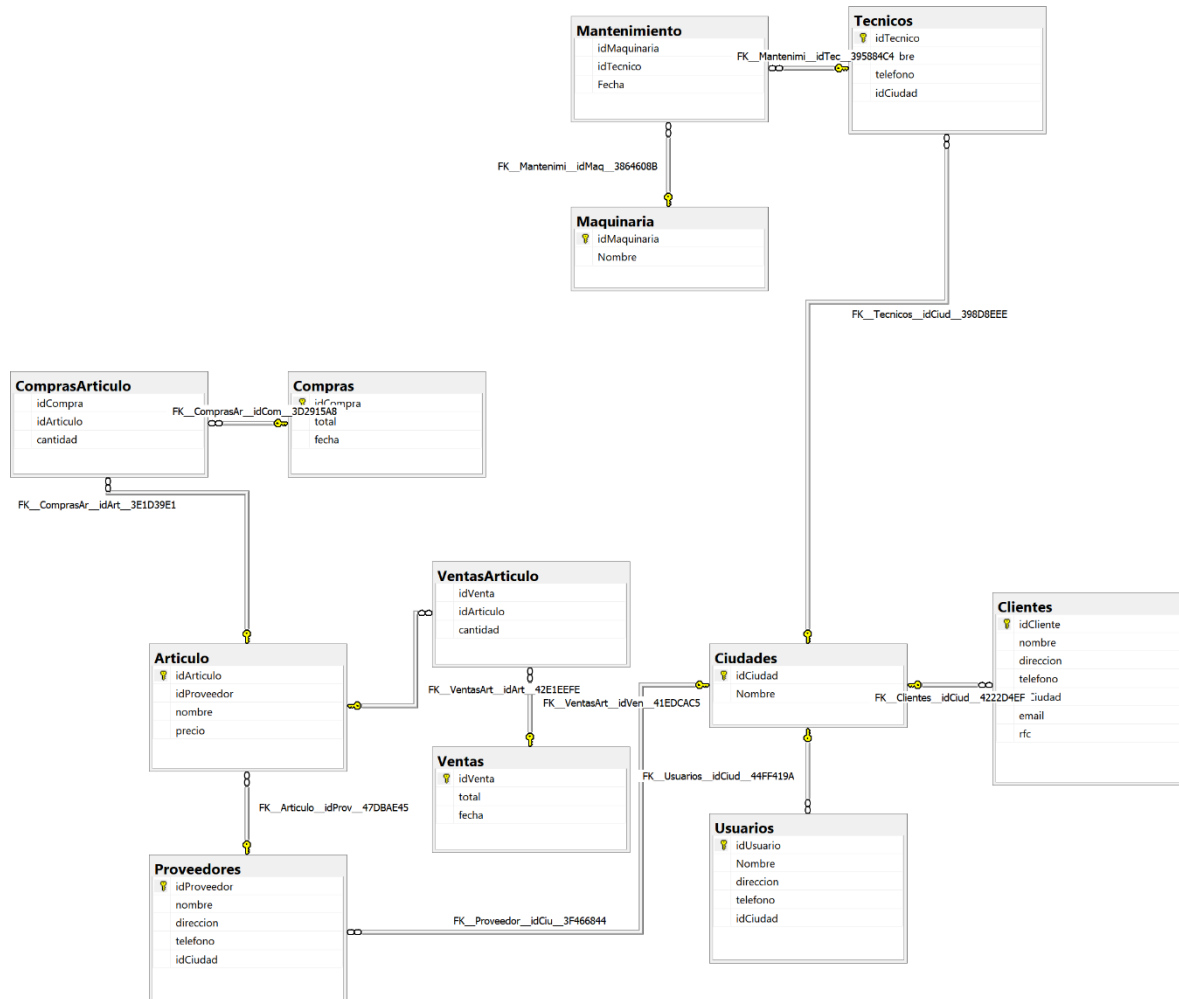 Mantenimiento
idMaquinaria
idTecnico
Fecha
Tecnicos
idTecnico
bre
telefono
idCiudad
FK__Mantenimi__idTec__395884C4
FK__Mantenimi__idMaq__3864608B
Maquinaria
idMaquinaria
Nombre
FK__Tecnicos__idCiud__398D8EEE
ComprasArticulo
idCompra
idArticulo
cantidad
Compras
idCompra
total
fecha
FK__ComprasAr__idCom__3D2915A8
FK__ComprasAr__idArt__3E1D39E1
VentasArticulo
idVenta
idArticulo
cantidad
Articulo
idArticulo
idProveedor
nombre
precio
FK__VentasArt__idArt__42E1EEFE
FK__VentasArt__idVen__41EDCAC5
Ciudades
idCiudad
Nombre
Clientes
idCliente
nombre
direccion
telefono
Ciudad
email
rfc
FK__Clientes__idCiud__4222D4EF
Ventas
idVenta
total
fecha
FK__Usuarios__idCiud__44FF419A
FK__Articulo__idProv__47DBAE45
Usuarios
idUsuario
Nombre
direccion
telefono
idCiudad
Proveedores
idProveedor
nombre
direccion
telefono
idCiudad
FK__Proveedor__idCiu__3F466844